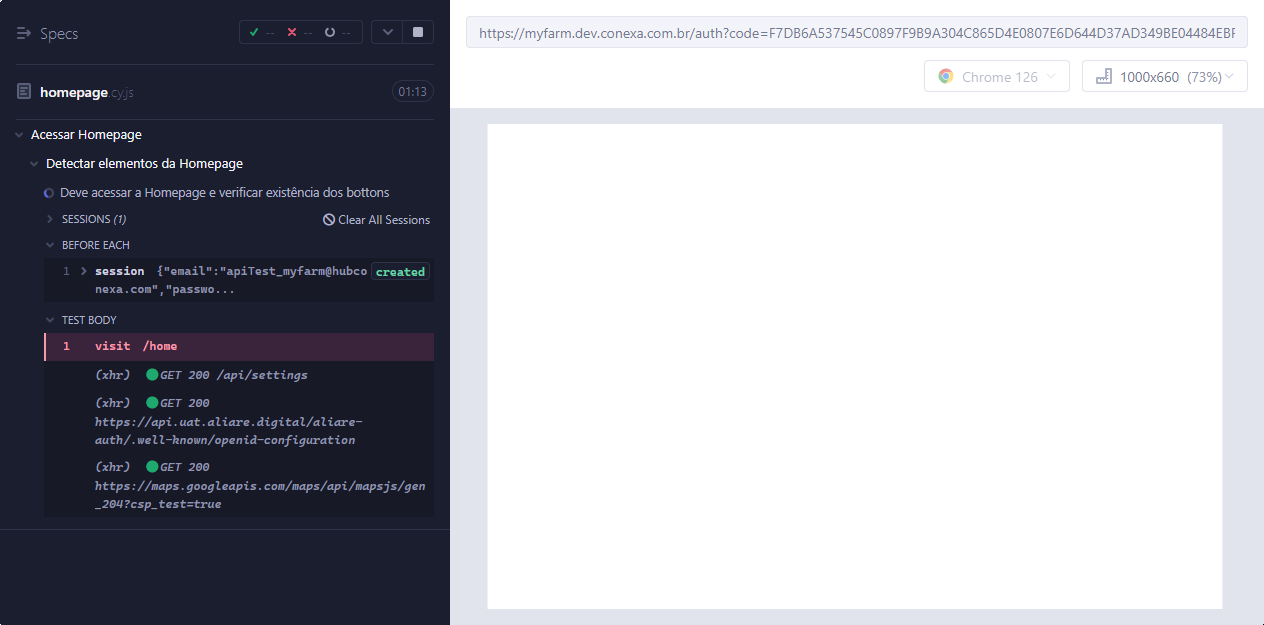 Specs
-- -- --
homepage.cy.js
01:13
Acessar Homepage
Detectar elementos da Homepage
Deve acessar a Homepage e verificar existência dos bottons
SESSIONS (1)
Clear All Sessions
BEFORE EACH
1 session {"email":"apiTest_myfarm@hubco
nexa.com","passwo...
created
TEST BODY
1 visit /home
(xhr) GET 200 /api/settings
(xhr) GET 200
https://api.uat.aliare.digital/aliare-
auth/.well-known/openid-configuration
(xhr) GET 200
https://maps.googleapis.com/maps/api/mapsjs/gen
_204?csp_test=true
https://myfarm.dev.conexa.com.br/auth?code=F7DB6A537545C0897F9B9A304C865D4E0807E6D644D37AD349BE04484EBF
Chrome 126
1000x660 (73%)